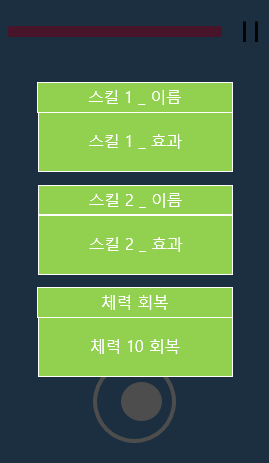 스킬 1 _ 이름
스킬 1 _ 효과
스킬 2 _ 이름
스킬 2 _ 효과
체력 회복
체력 10 회복